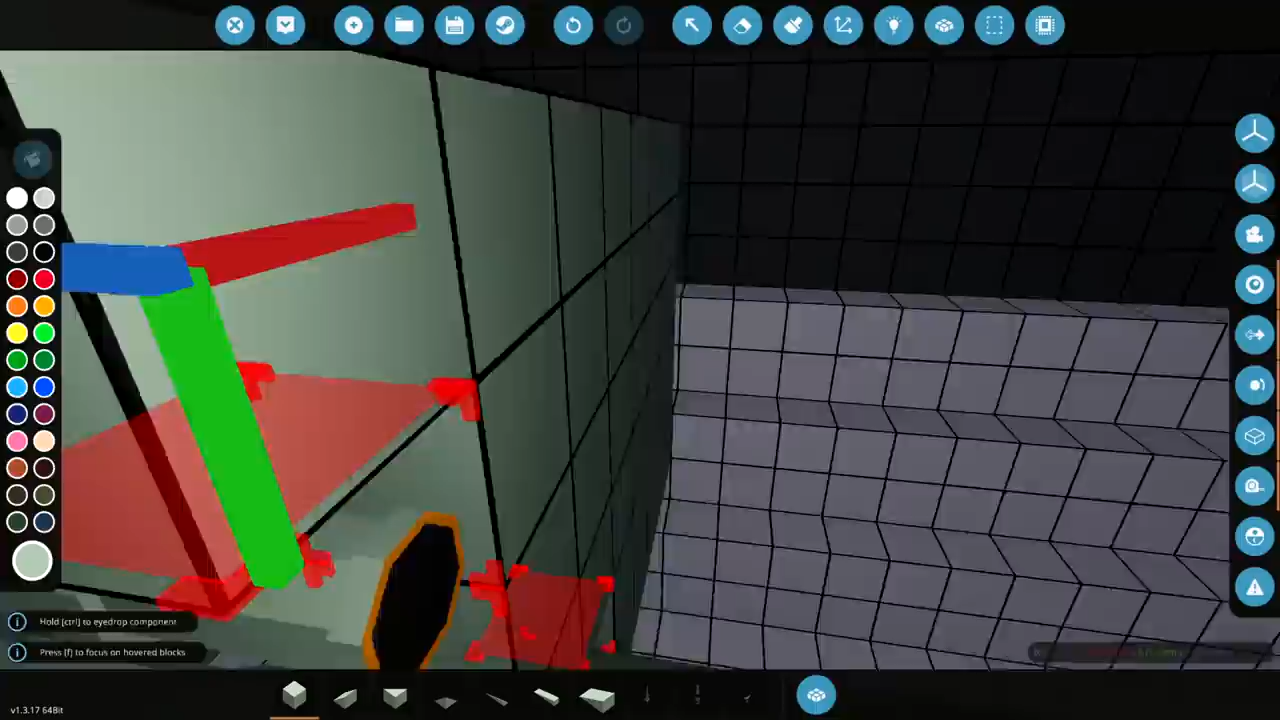 Hold [ctrl] to eyedrop component
Press [f] to focus on hovered blocks
v1.3.17 64Bit